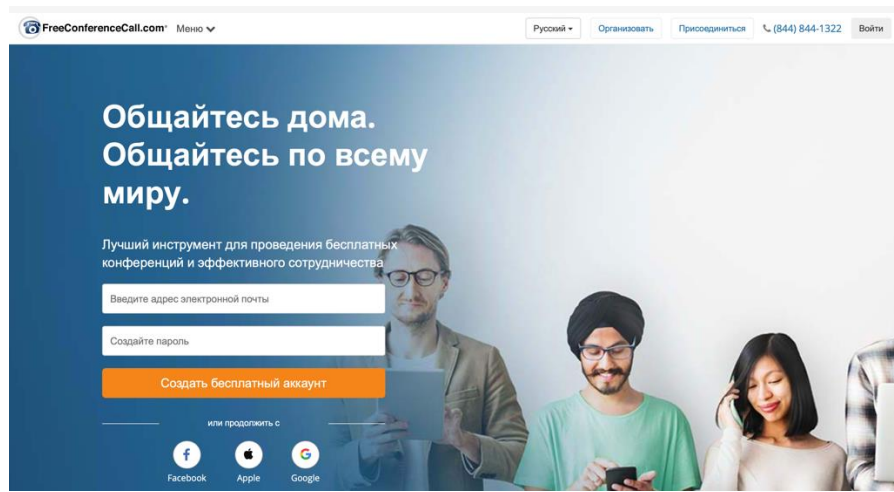 FreeConferenceCall.com® Меню
Русский
Организовать
Присоединиться
(844) 844-1322
Войти
Общайтесь дома.
Общайтесь по всему
миру.
Лучший инструмент для проведения бесплатных
конференций и эффективного сотрудничества
Введите адрес электронной почты
Создайте пароль
Создать бесплатный аккаунт
или продолжить с
Facebook Apple Google